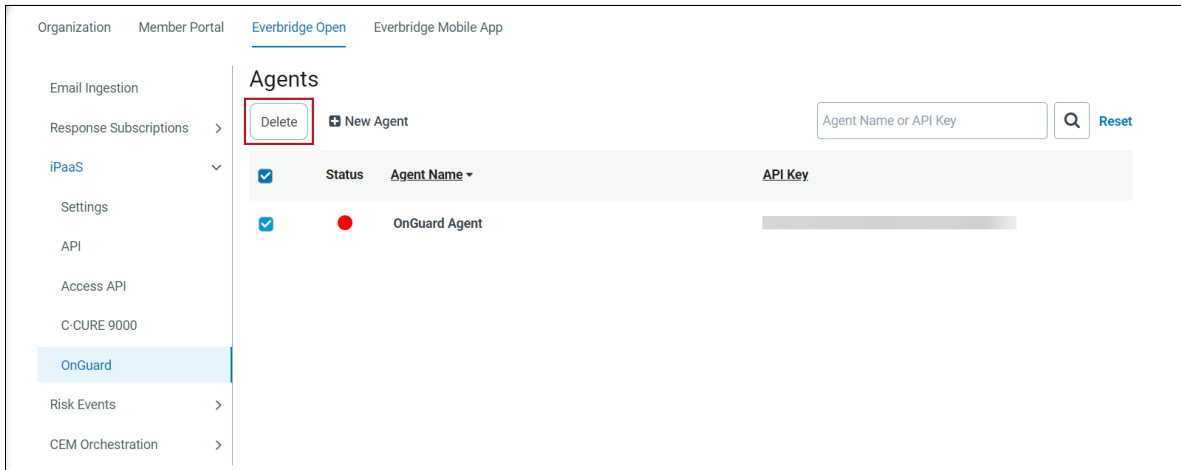 Organization Member Portal Everbridge Open Everbridge Mobile App
Email Ingestion
Response Subscriptions
iPaaS
Settings
API
Access API
C·CURE 9000
OnGuard
Risk Events
CEM Orchestration
Agents
Delete New Agent Agent Name or API Key Reset
Status Agent Name API Key
OnGuard Agent